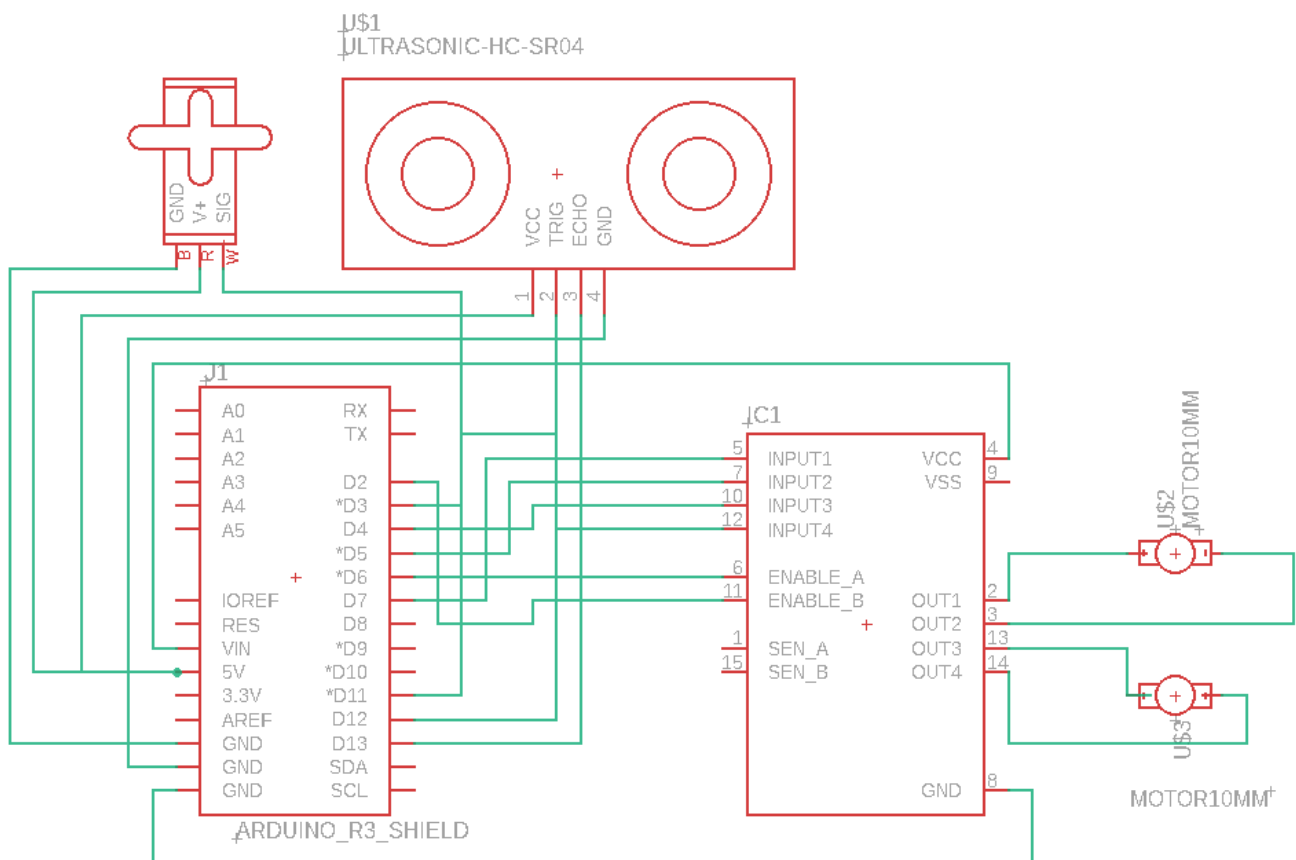 U$1
ULTRASONIC-HC-SR04
GND
V+
SIG
B
R
W
VCC
TRIG
ECHO
GND
1
2
3
4
J1
A0
A1
A2
A3
A4
A5
IOREF
RES
VIN
5V
3.3V
AREF
GND
GND
GND
RX
TX
D2
*D3
D4
*D5
*D6
D7
D8
*D9
*D10
*D11
D12
D13
SDA
SCL
ARDUINO_R3_SHIELD
IC1
5 INPUT1
7 INPUT2
10 INPUT3
12 INPUT4
6 ENABLE_A
11 ENABLE_B
1 SEN_A
15 SEN_B
VCC 4
VSS 9
OUT1 2
OUT2 3
OUT3 13
OUT4 14
GND 8
U$2
MOTOR10MM
U$3
MOTOR10MM